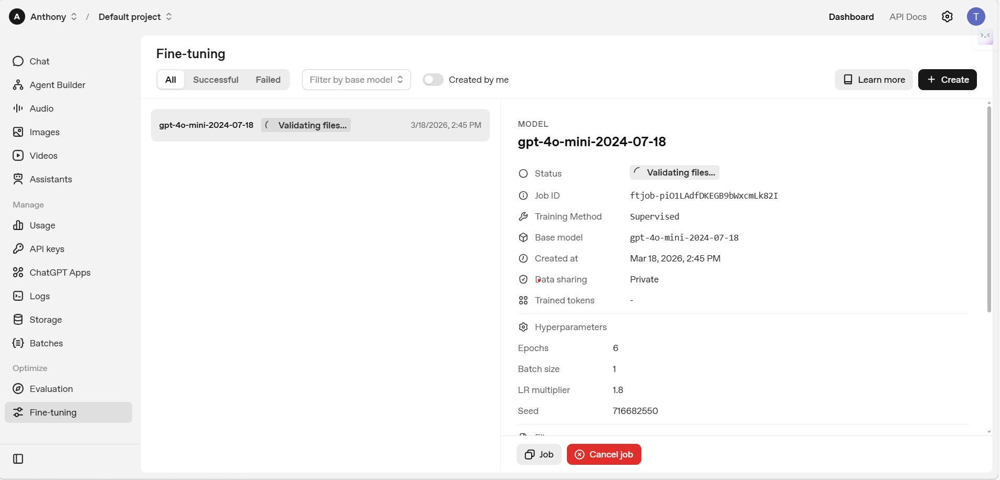 A Anthony / Default project
Dashboard API Docs T
Chat
Agent Builder
Audio
Images
Videos
Assistants
Manage
Usage
API keys
ChatGPT Apps
Logs
Storage
Batches
Optimize
Evaluation
Fine-tuning
Fine-tuning
All Successful Failed Filter by base model Created by me Learn more + Create
gpt-4o-mini-2024-07-18 Validating files... 3/18/2026, 2:45 PM
MODEL
gpt-4o-mini-2024-07-18
Status Validating files...
Job ID ftjob-piO1LAdfDKEGB9bWxcmLk82I
Training Method Supervised
Base model gpt-4o-mini-2024-07-18
Created at Mar 18, 2026, 2:45 PM
Data sharing Private
Trained tokens -
Hyperparameters
Epochs 6
Batch size 1
LR multiplier 1.8
Seed 716682550
Job Cancel job